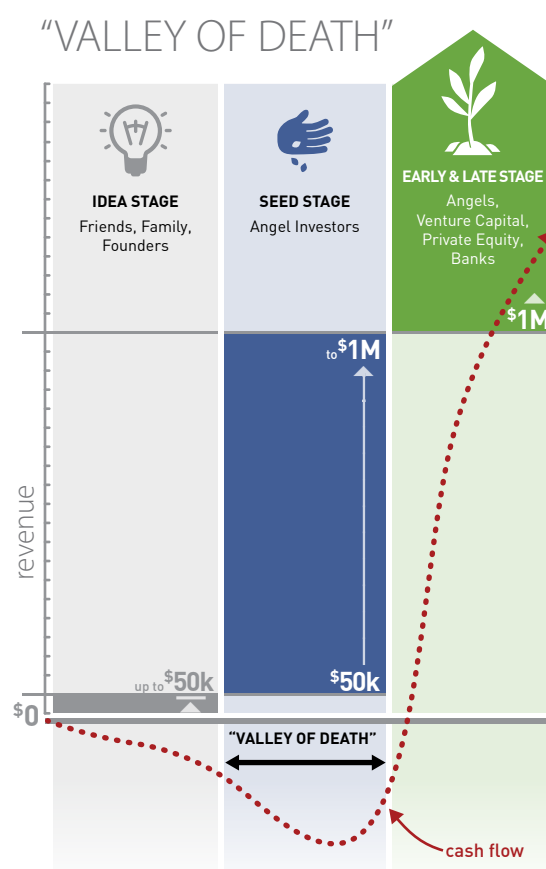 “VALLEY OF DEATH”
IDEA STAGE
Friends, Family,
Founders
SEED STAGE
Angel Investors
EARLY & LATE STAGE
Angels,
Venture Capital,
Private Equity,
Banks
$1M
to $1M
revenue
up to $50k
$50k
$0
“VALLEY OF DEATH”
cash flow